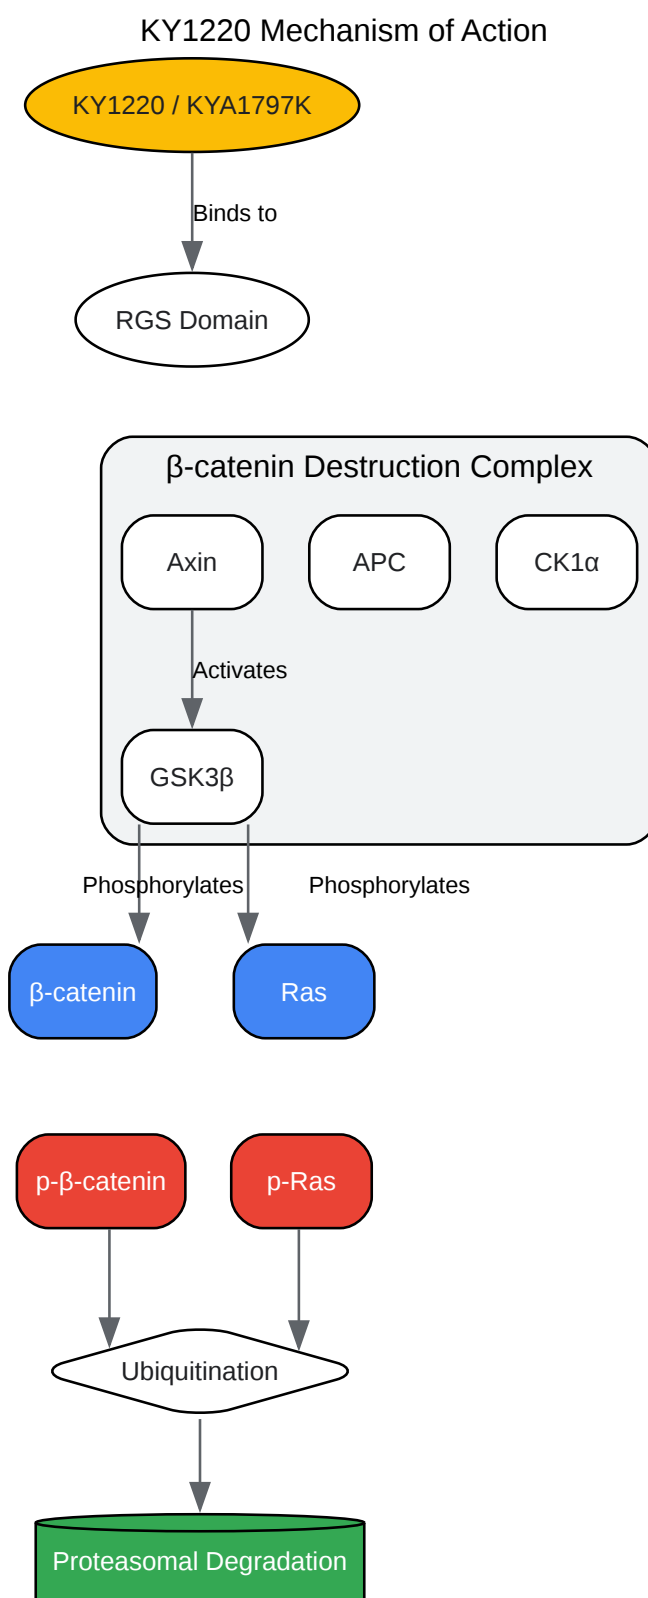 KY1220 Mechanism of Action
KY1220 / KYA1797K
Binds to
RGS Domain
β-catenin Destruction Complex
Axin
APC
CK1α
Activates
GSK3β
Phosphorylates
Phosphorylates
β-catenin
Ras
p-β-catenin
p-Ras
Ubiquitination
Proteasomal Degradation